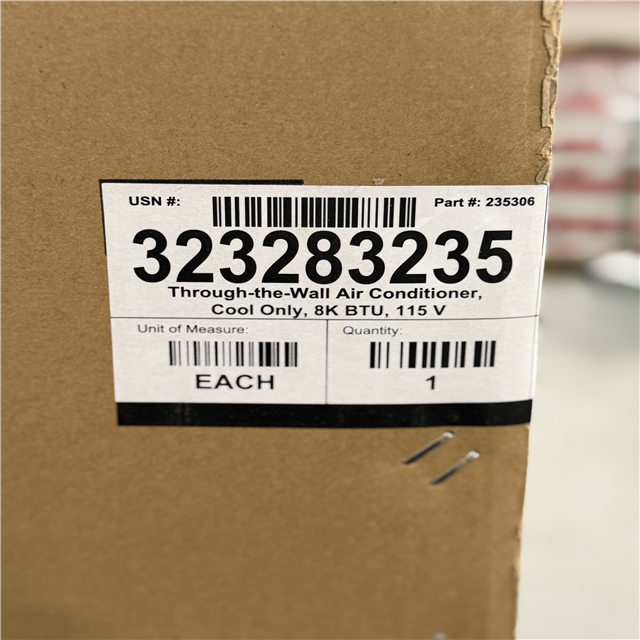 USN #: Part #: 235306
323283235
Through-the-Wall Air Conditioner,
Cool Only, 8K BTU, 115 V
Unit of Measure: Quantity:
EACH 1